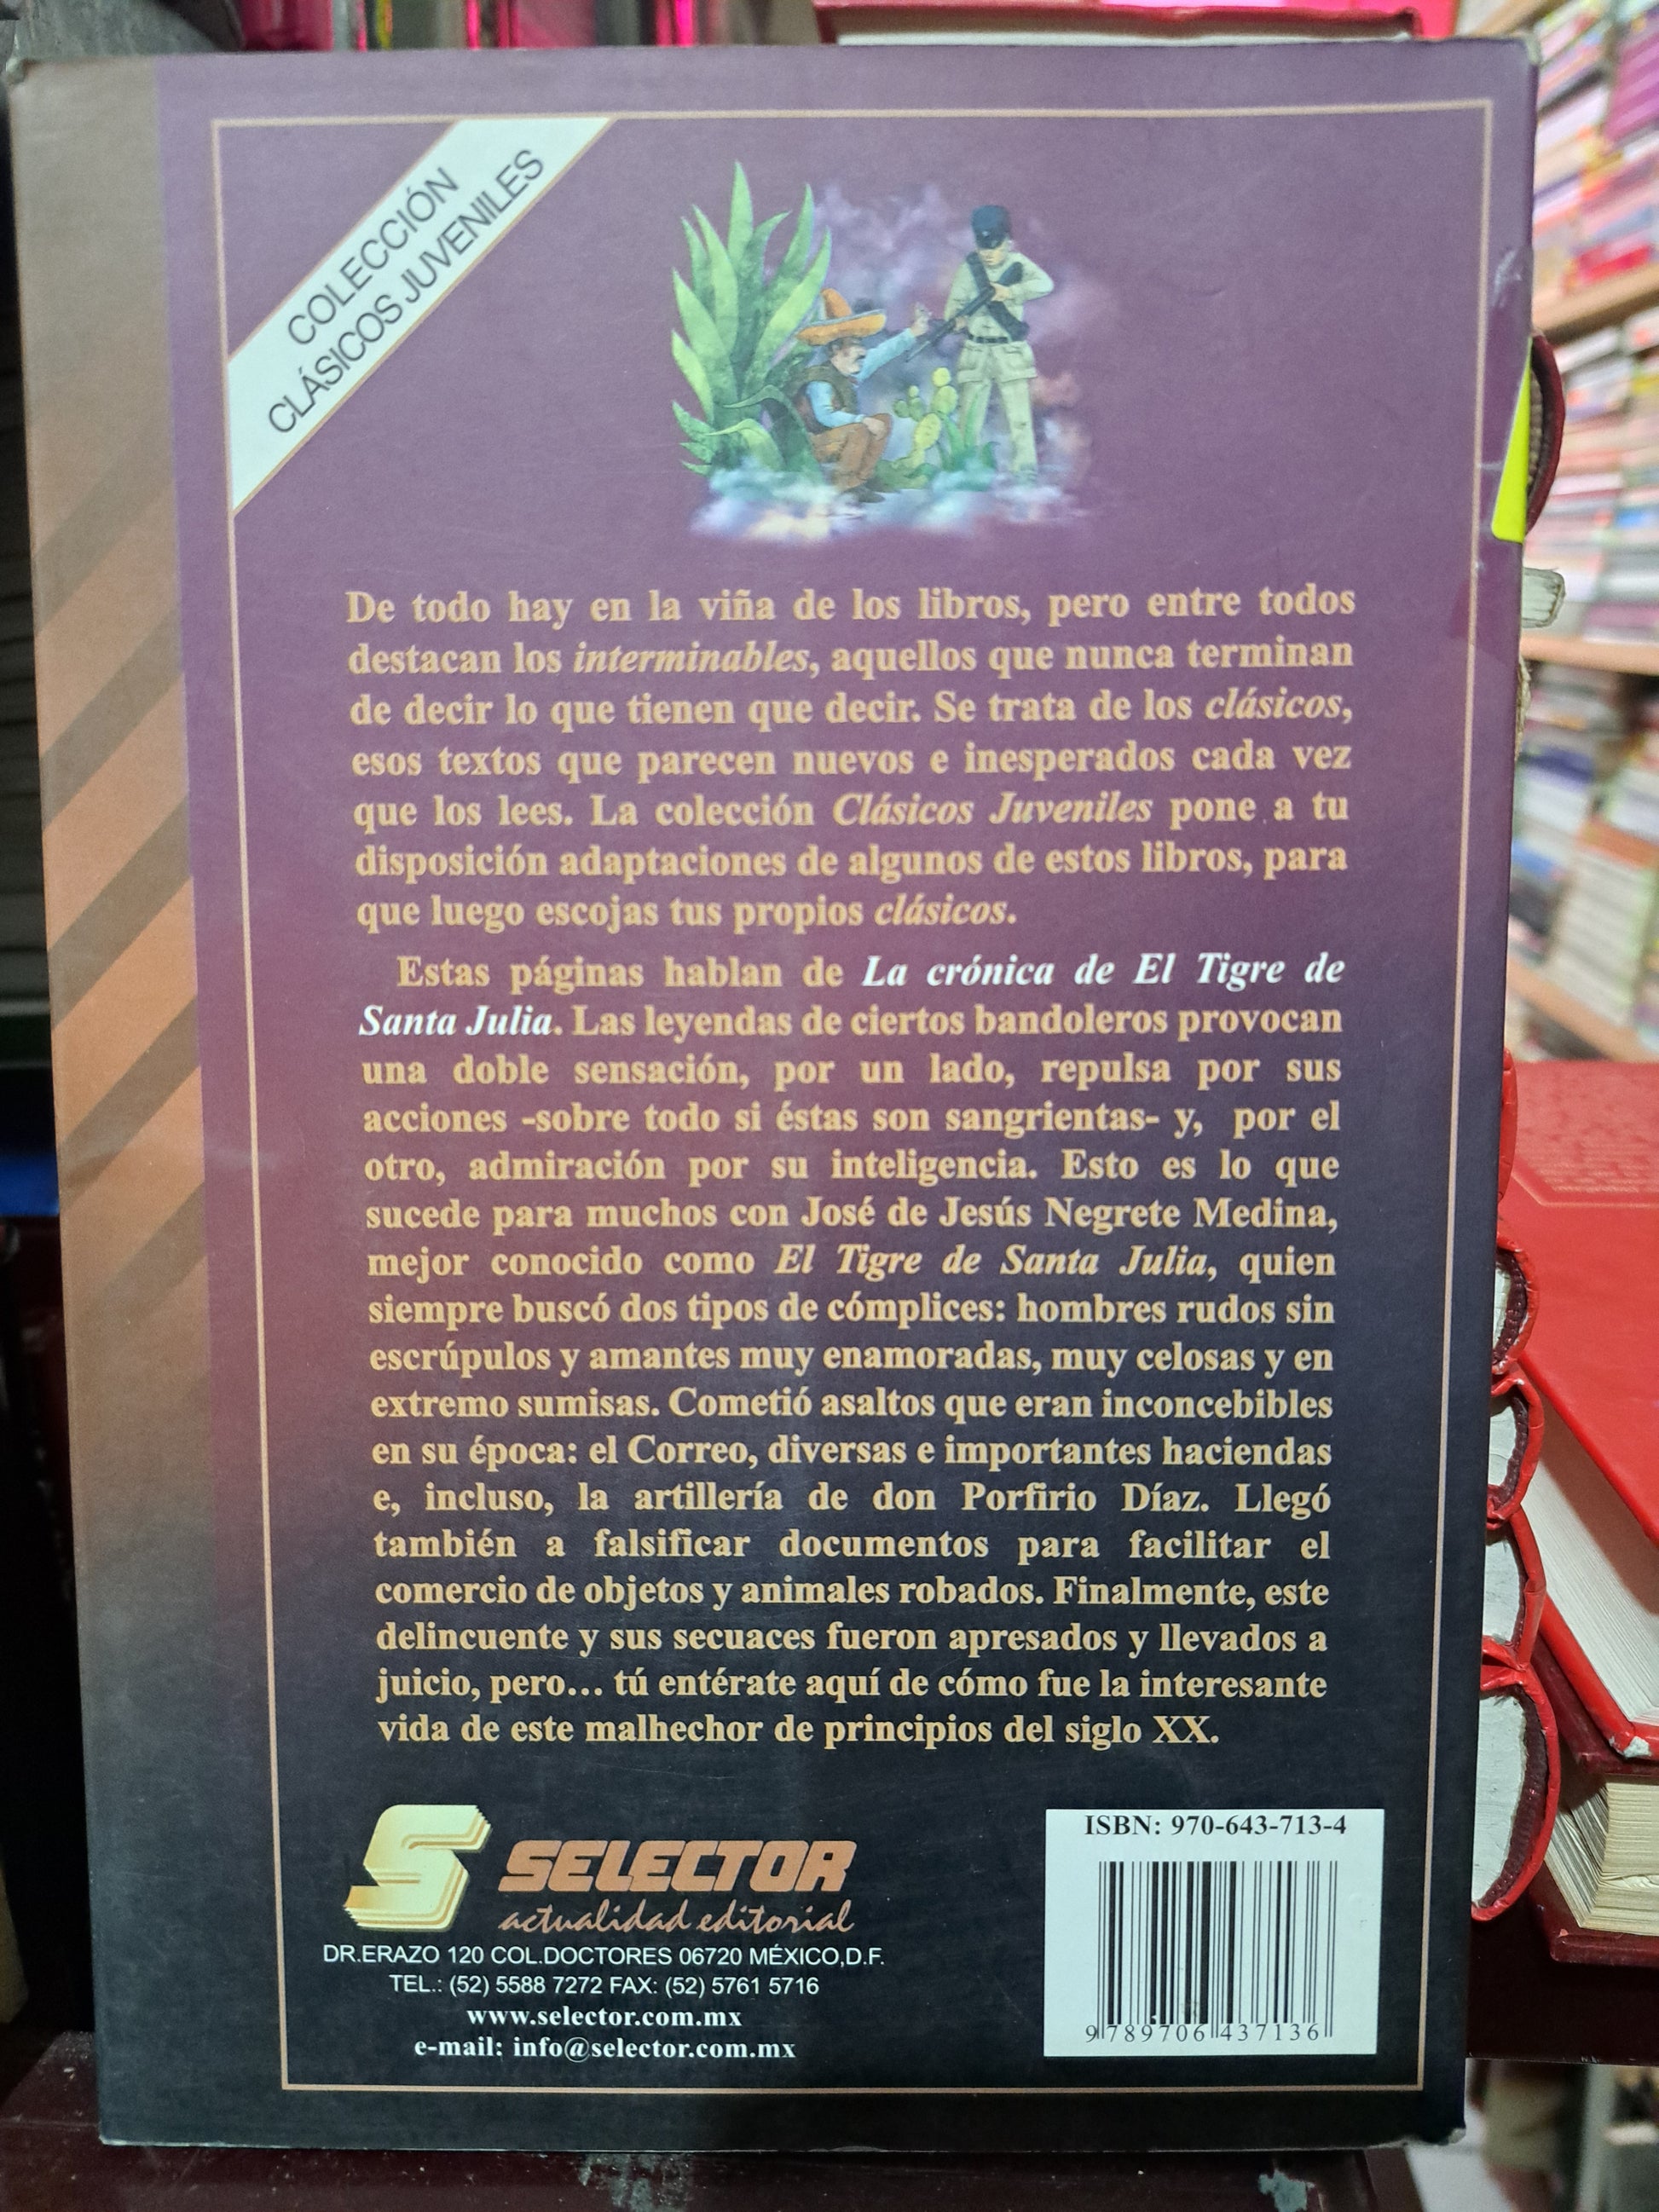 COLECCIÓN
CLÁSICOS JUVENILES
De todo hay en la viña de los libros, pero entre todos
destacan los interminables, aquellos que nunca terminan
de decir lo que tienen que decir. Se trata de los clásicos,
esos textos que parecen nuevos e inesperados cada vez
que los lees. La colección Clásicos Juveniles pone a tu
disposición adaptaciones de algunos de estos libros, para
que luego escojas tus propios clásicos.
Estas páginas hablan de La crónica de El Tigre de
Santa Julia. Las leyendas de ciertos bandoleros provocan
una doble sensación, por un lado, repulsa por sus
acciones -sobre todo si éstas son sangrientas- y, por el
otro, admiración por su inteligencia. Esto es lo que
sucede para muchos con José de Jesús Negrete Medina,
mejor conocido como El Tigre de Santa Julia, quien
siempre buscó dos tipos de cómplices: hombres rudos sin
escrúpulos y amantes muy enamoradas, muy celosas y en
extremo sumisas. Cometió asaltos que eran inconcebibles
en su época: el Correo, diversas e importantes haciendas
e, incluso, la artillería de don Porfirio Díaz. Llegó
también a falsificar documentos para facilitar el
comercio de objetos y animales robados. Finalmente, este
delincuente y sus secuaces fueron apresados y llevados a
juicio, pero... tú entérate aquí de cómo fue la interesante
vida de este malhechor de principios del siglo XX.
SELECTOR
actualidad editorial
DR.ERAZO 120 COL.DOCTORES 06720 MÉXICO,D.F.
TEL.: (52) 5588 7272 FAX: (52) 5761 5716
www.selector.com.mx
e-mail: info@selector.com.mx
ISBN: 970-643-713-4
9 789706 437136